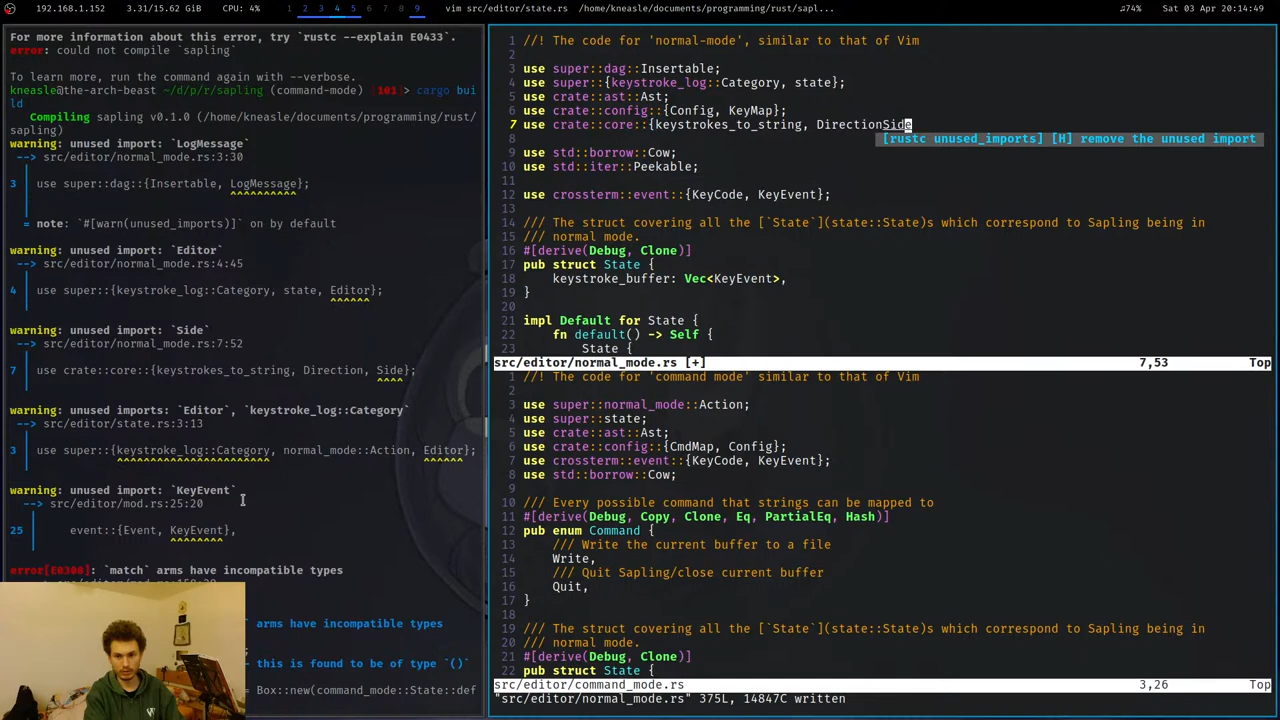 192.168.1.152 3.31/15.62 GiB CPU: 4% 1 2 3 4 5 9 vim src/editor/state.rs /home/kneasle/documents/programming/rust/sapl... ♫74% Sat 03 Apr 20:14:49
For more information about this error, try `rustc --explain E0433`.
error: could not compile `sapling`
To learn more, run the command again with --verbose.
kneasle@the-arch-beast ~/d/p/r/sapling (command-mode) [101]> cargo bui
ld
Compiling sapling v0.1.0 (/home/kneasle/documents/programming/rust/
sapling)
warning: unused import: `LogMessage`
--> src/editor/normal_mode.rs:3:30
|
3 | use super::dag::{Insertable, LogMessage};
| ^^^^^^^^^^
|
= note: `#[warn(unused_imports)]` on by default
warning: unused import: `Editor`
--> src/editor/normal_mode.rs:4:45
|
4 | use super::{keystroke_log::Category, state, Editor};
| ^^^^^^
warning: unused import: `Side`
--> src/editor/normal_mode.rs:7:52
|
7 | use crate::core::{keystrokes_to_string, Direction, Side};
| ^^^^
warning: unused imports: `Editor`, `keystroke_log::Category`
--> src/editor/state.rs:3:13
|
3 | use super::{keystroke_log::Category, normal_mode::Action, Editor};
| ^^^^^^^^^^^^^^^^^^^^^^^ ^^^^^^
warning: unused import: `KeyEvent`
--> src/editor/mod.rs:25:20
|
25 | event::{Event, KeyEvent},
| ^^^^^^^^
error[E0308]: `match` arms have incompatible types
arms have incompatible types
- this is found to be of type `()`
= Box::new(command_mode::State::def
1 //! The code for 'normal-mode', similar to that of Vim
2
3 use super::dag::Insertable;
4 use super::{keystroke_log::Category, state};
5 use crate::ast::Ast;
6 use crate::config::{Config, KeyMap};
7 use crate::core::{keystrokes_to_string, DirectionSide
8 [rustc unused_imports] [H] remove the unused import
9 use std::borrow::Cow;
10 use std::iter::Peekable;
11
12 use crossterm::event::{KeyCode, KeyEvent};
13
14 /// The struct covering all the [`State`](state::State)s which correspond to Sapling being in
15 /// normal mode.
16 #[derive(Debug, Clone)]
17 pub struct State {
18 keystroke_buffer: Vec<KeyEvent>,
19 }
20
21 impl Default for State {
22 fn default() -> Self {
23 State {
src/editor/normal_mode.rs [+] 7,53 Top
1 //! The code for 'command mode' similar to that of Vim
2
3 use super::normal_mode::Action;
4 use super::state;
5 use crate::ast::Ast;
6 use crate::config::{CmdMap, Config};
7 use crossterm::event::{KeyCode, KeyEvent};
8 use std::borrow::Cow;
9
10 /// Every possible command that strings can be mapped to
11 #[derive(Debug, Copy, Clone, Eq, PartialEq, Hash)]
12 pub enum Command {
13 /// Write the current buffer to a file
14 Write,
15 /// Quit Sapling/close current buffer
16 Quit,
17 }
18
19 /// The struct covering all the [`State`](state::State)s which correspond to Sapling being in
20 /// normal mode.
21 #[derive(Debug, Clone)]
22 pub struct State {
src/editor/command_mode.rs 3,26 Top
"src/editor/normal_mode.rs" 375L, 14847C written